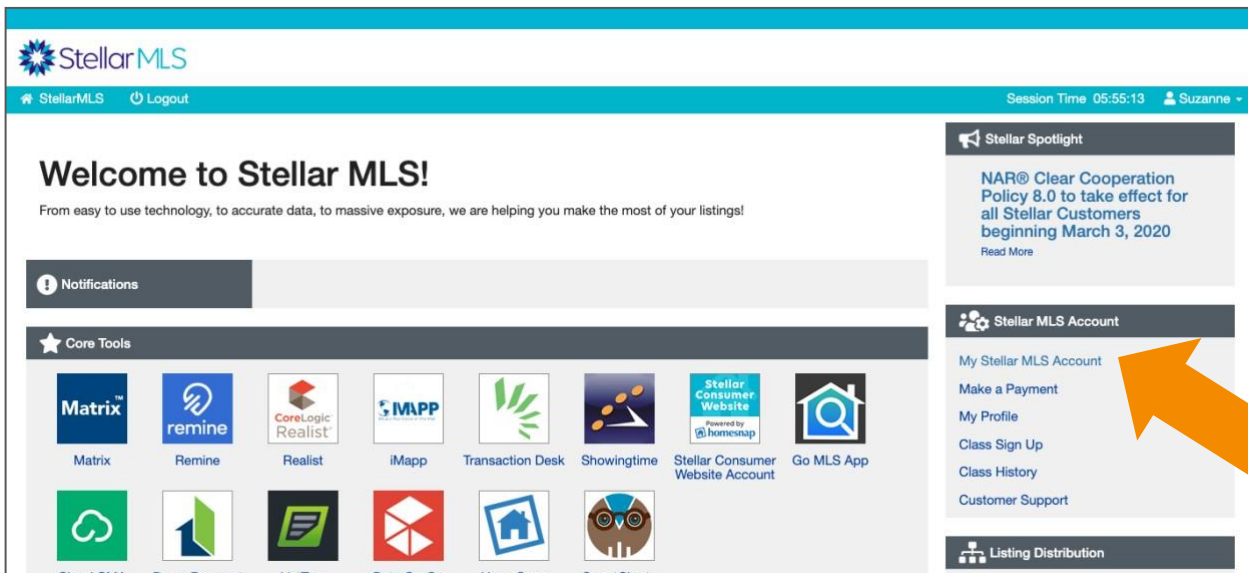 StellarMLS
StellarMLS
Logout
Session Time 05:55:13
Suzanne
Welcome to Stellar MLS!
From easy to use technology, to accurate data, to massive exposure, we are helping you make the most of your listings!
Notifications
Core Tools
Matrix™
remine
CoreLogic
Realist
IMAPP
Stellar
Consumer
Website
Powered by
homesnap
Matrix
Remine
Realist
iMapp
Transaction Desk
Showingtime
Stellar Consumer
Website Account
Go MLS App
Stellar Spotlight
NAR® Clear Cooperation
Policy 8.0 to take effect for
all Stellar Customers
beginning March 3, 2020
Read More
Stellar MLS Account
My Stellar MLS Account
Make a Payment
My Profile
Class Sign Up
Class History
Customer Support
Listing Distribution